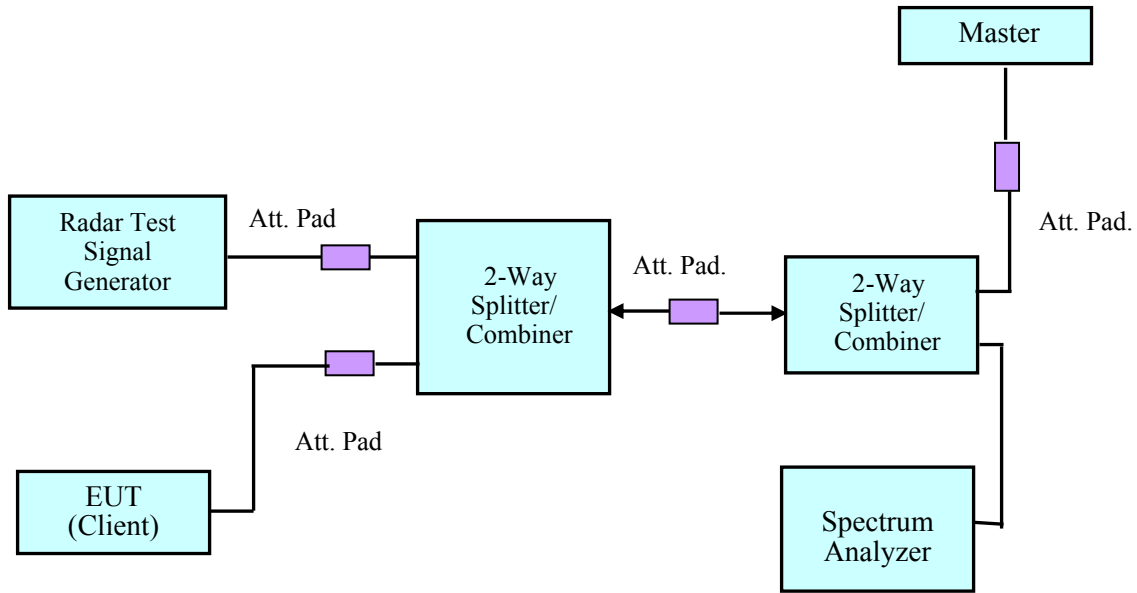 Master
Att. Pad.
Radar Test
Signal
Generator
Att. Pad
2-Way
Splitter/
Combiner
Att. Pad.
2-Way
Splitter/
Combiner
Att. Pad
EUT
(Client)
Spectrum
Analyzer